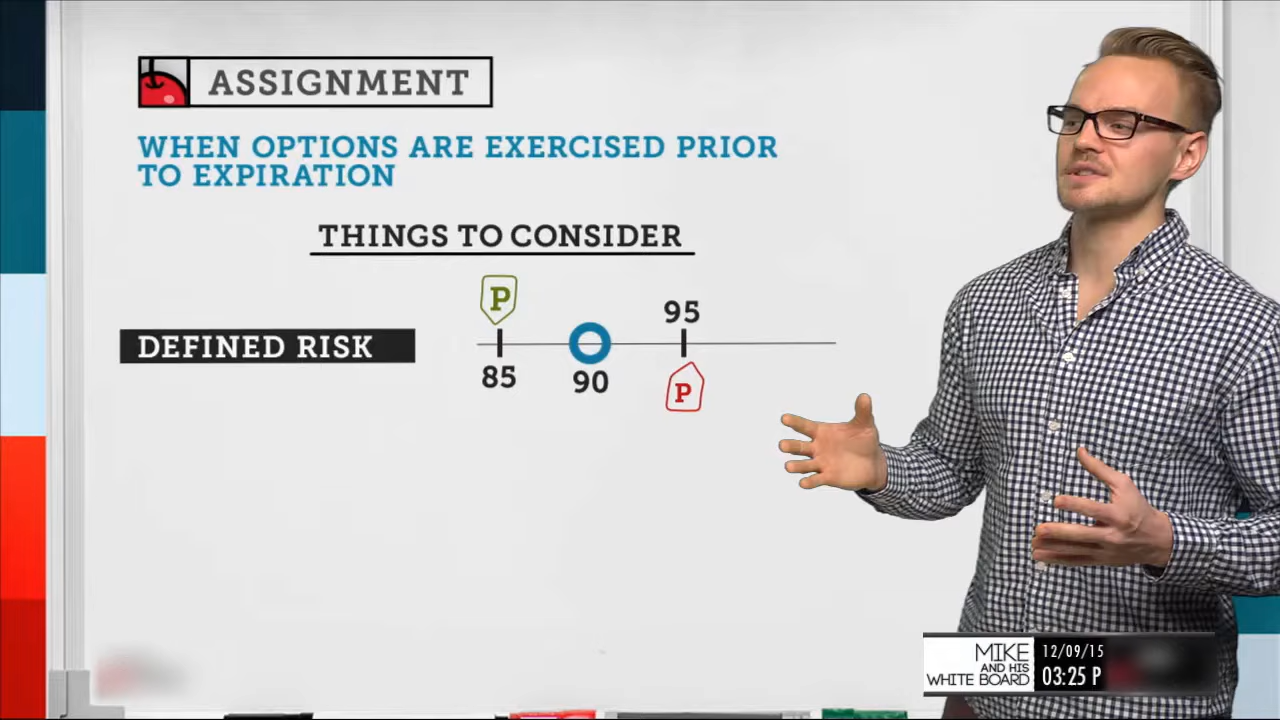 ASSIGNMENT
WHEN OPTIONS ARE EXERCISED PRIOR
TO EXPIRATION
THINGS TO CONSIDER
P
95
DEFINED RISK
85
90
P
MIKE
AND HIS
WHITE BOARD
12/09/15
03:25 P